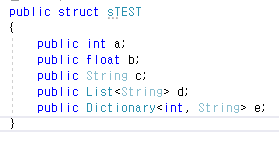 public struct sTEST
{
public int a;
public float b;
public String c;
public List<String> d;
public Dictionary<int, String> e;
}